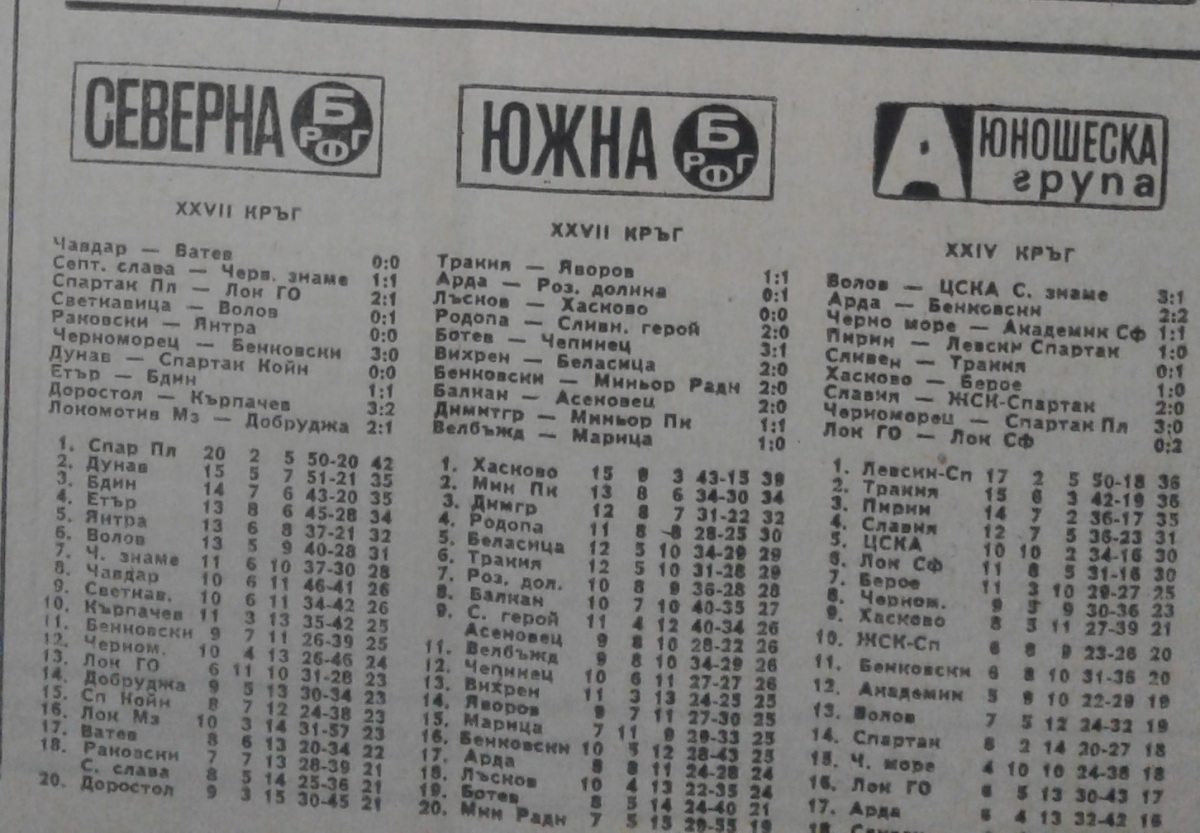 СЕВЕРНА Б РФГ
XXVII КРЪГ
Чавдар — Ватев 0:0
Септ. слава — Черв. знаме 1:1
Спартак Пл — Лок ГО 2:1
Светкавица — Волов 0:1
Раковски — Янтра 0:0
Черноморец — Бенковски 3:0
Дунав — Спартак Койн 0:0
Етър — Бдин 1:1
Доростол — Кърпачев 3:2
Локомотив Мз — Добруджа 2:1
1. Спар Пл 20 2 5 50-20 42
2. Дунав 15 5 7 51-21 35
3. Бдин 14 7 6 43-20 35
4. Етър 13 8 6 45-28 34
5. Янтра 13 6 8 37-21 32
6. Волов 13 5 9 40-28 31
7. Ч. знаме 11 6 10 37-30 28
8. Чавдар 10 6 11 46-41 26
9. Светкав. 10 6 11 34-42 26
10. Кърпачев 11 3 13 35-42 25
11. Бенковски 9 7 11 26-39 25
12. Черном. 10 4 13 26-46 24
13. Лок ГО 6 11 10 31-28 23
14. Добруджа 9 5 13 30-34 23
15. Сп Койн 8 7 12 24-38 23
16. Лок Мз 10 3 14 31-57 23
17. Ватев 8 6 13 20-34 22
18. Раковски 7 7 13 28-39 21
С. слава 8 5 14 25-36 21
20. Доростол 9 3 15 30-45 21
ЮЖНА Б РФГ
XXVII КРЪГ
Тракия — Яворов 1:1
Арда — Роз. долина 0:1
Лъсков — Хасково 0:0
Родопа — Сливн. герой 2:0
Ботев — Чепинец 3:1
Вихрен — Беласица 2:0
Бенковски — Миньор Радн 2:0
Балкан — Асеновец 2:0
Димитгр — Миньор Пк 1:1
Велбъжд — Марица 1:0
1. Хасково 15 9 3 43-15 39
2. Мин Пк 13 8 6 34-30 34
3. Димгр 12 8 7 31-22 32
4. Родопа 11 8 8 28-25 30
5. Беласица 12 5 10 34-29 29
6. Тракия 12 5 10 31-28 29
7. Роз. дол. 10 8 9 36-28 28
8. Балкан 10 7 10 40-35 27
9. С. герой 11 4 12 40-34 26
Асеновец 9 8 10 28-22 26
11. Велбъжд 9 8 10 34-29 26
12. Чепинец 10 6 11 27-27 26
13. Вихрен 11 3 13 24-25 25
14. Яворов 9 7 11 27-30 25
15. Марица 7 11 9 29-33 25
16. Бенковски 10 5 12 28-43 25
17. Арда 8 8 11 24-28 24
18. Лъсков 10 4 13 22-35 24
19. Ботев 8 5 14 24-40 21
20. Мин Радн 7 5 15 29-55 19
А ЮНОШЕСКА група
XXIV КРЪГ
Волов — ЦСКА С. знаме 3:1
Арда — Бенковски 2:2
Черно море — Академик Сф 1:1
Пирин — Левски Спартак 1:0
Сливен — Тракия 0:1
Хасково — Берое 1:0
Славия — ЖСК-Спартак 2:0
Черноморец — Спартак Пл 3:0
Лок ГО — Лок Сф 0:2
1. Левски-Сп 17 2 5 50-18 36
2. Тракия 15 6 3 42-19 36
3. Пирин 14 7 2 36-17 35
4. Славия 12 7 5 36-23 31
5. ЦСКА 10 10 2 34-16 30
6. Лок Сф 11 8 5 31-16 30
7. Берое 11 3 10 29-27 25
8. Черном. 9 5 9 30-36 23
9. Хасково 8 5 11 27-39 21
10. ЖСК-Сп 6 8 9 23-26 20
11. Бенковски 6 8 10 31-36 20
12. Академик 5 9 10 22-29 19
13. Волов 7 5 12 24-32 19
14. Спартак 8 2 14 20-27 18
15. Ч. море 4 10 10 24-38 18
16. Лок ГО 6 5 13 30-43 17
17. Арда 6 4 13 32-42 16
18.